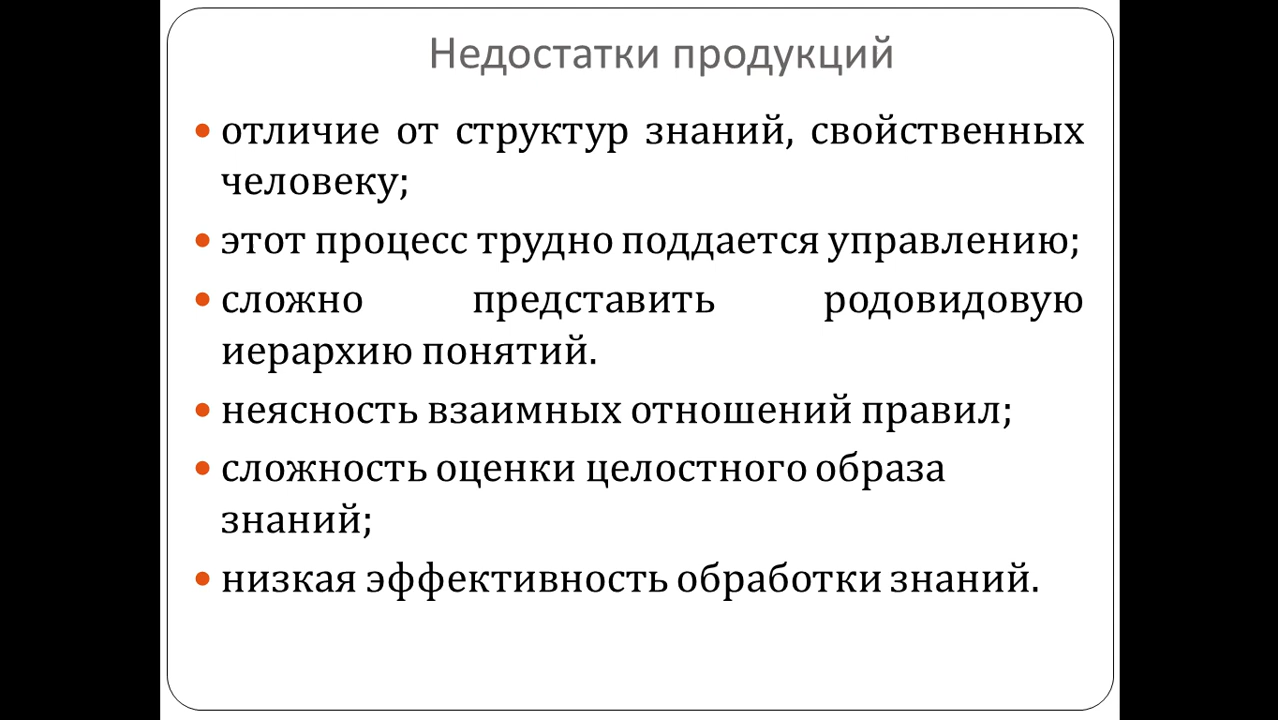 Недостатки продукций
• отличие от структур знаний, свойственных
человеку;
• этот процесс трудно поддается управлению;
• сложно представить родовидовую
иерархию понятий.
• неясность взаимных отношений правил;
• сложность оценки целостного образа
знаний;
• низкая эффективность обработки знаний.